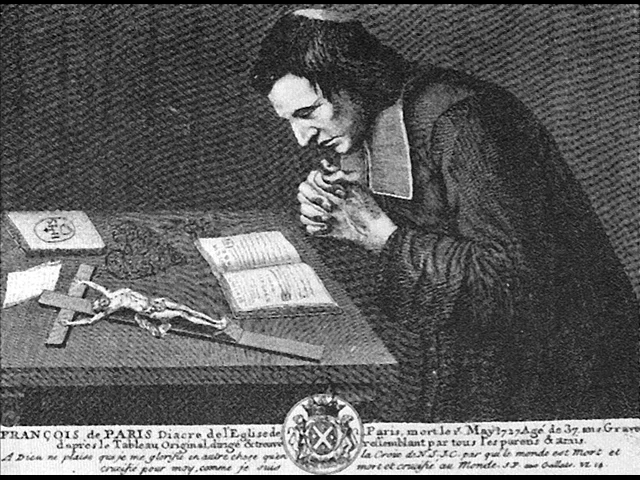 FRANÇOIS de PARIS Diacre de l'Eglise de Paris, mort le 1. May 1727 Agé de 37. ans Gravé
d'apres le Tableau Original, dirigé & trouvé ressemblant par tous les parens & amis.
A Dieu ne plaise que je me glorifie en autre chose qu'en la Croix de N.S.J.C. par qui le monde est Mort et
crucifié pour moy, comme je suis mort et crucifié au Monde. S.P. aux Gallat. VI. 14.